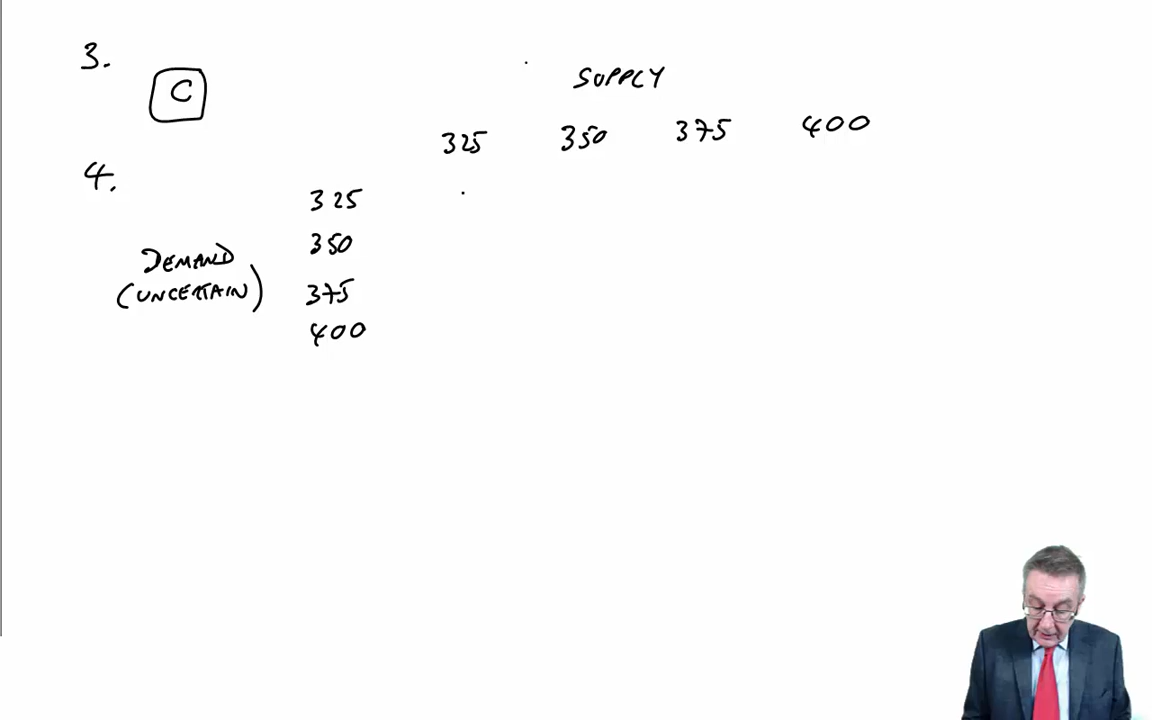 3.
C
SUPPLY
325 350 375 400
4.
325
350
DEMAND
(UNCERTAIN)
375
400